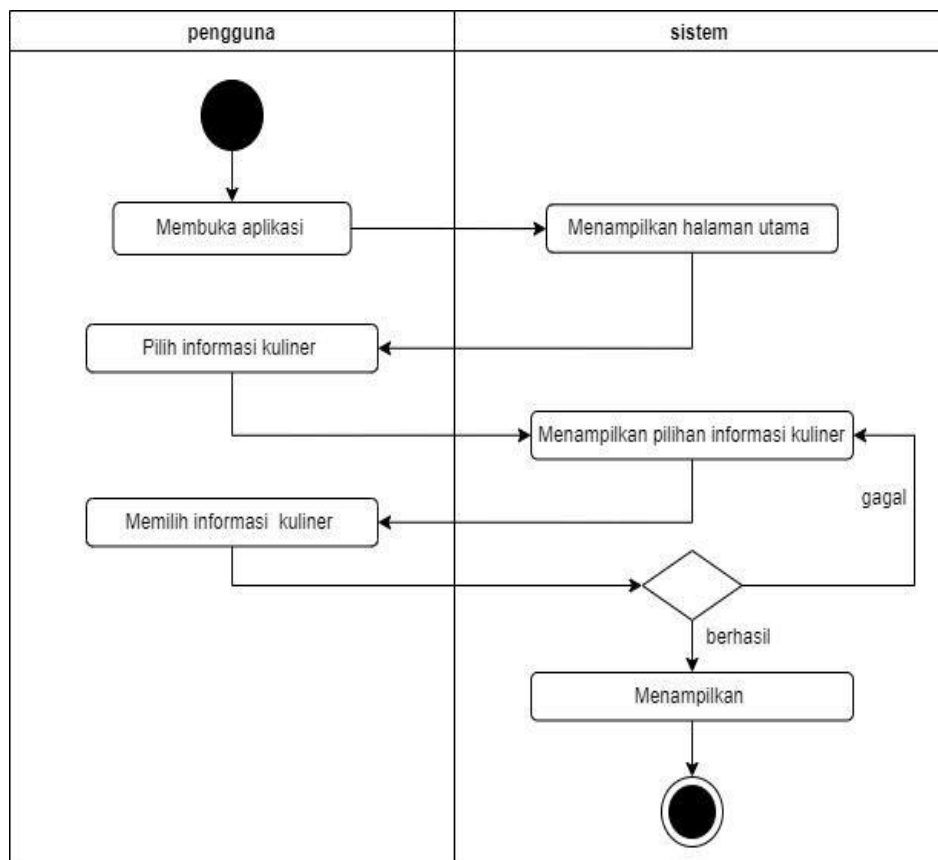 pengguna
sistem
Membuka aplikasi
Menampilkan halaman utama
Pilih informasi kuliner
Menampilkan pilihan informasi kuliner
gagal
Memilih informasi kuliner
berhasil
Menampilkan